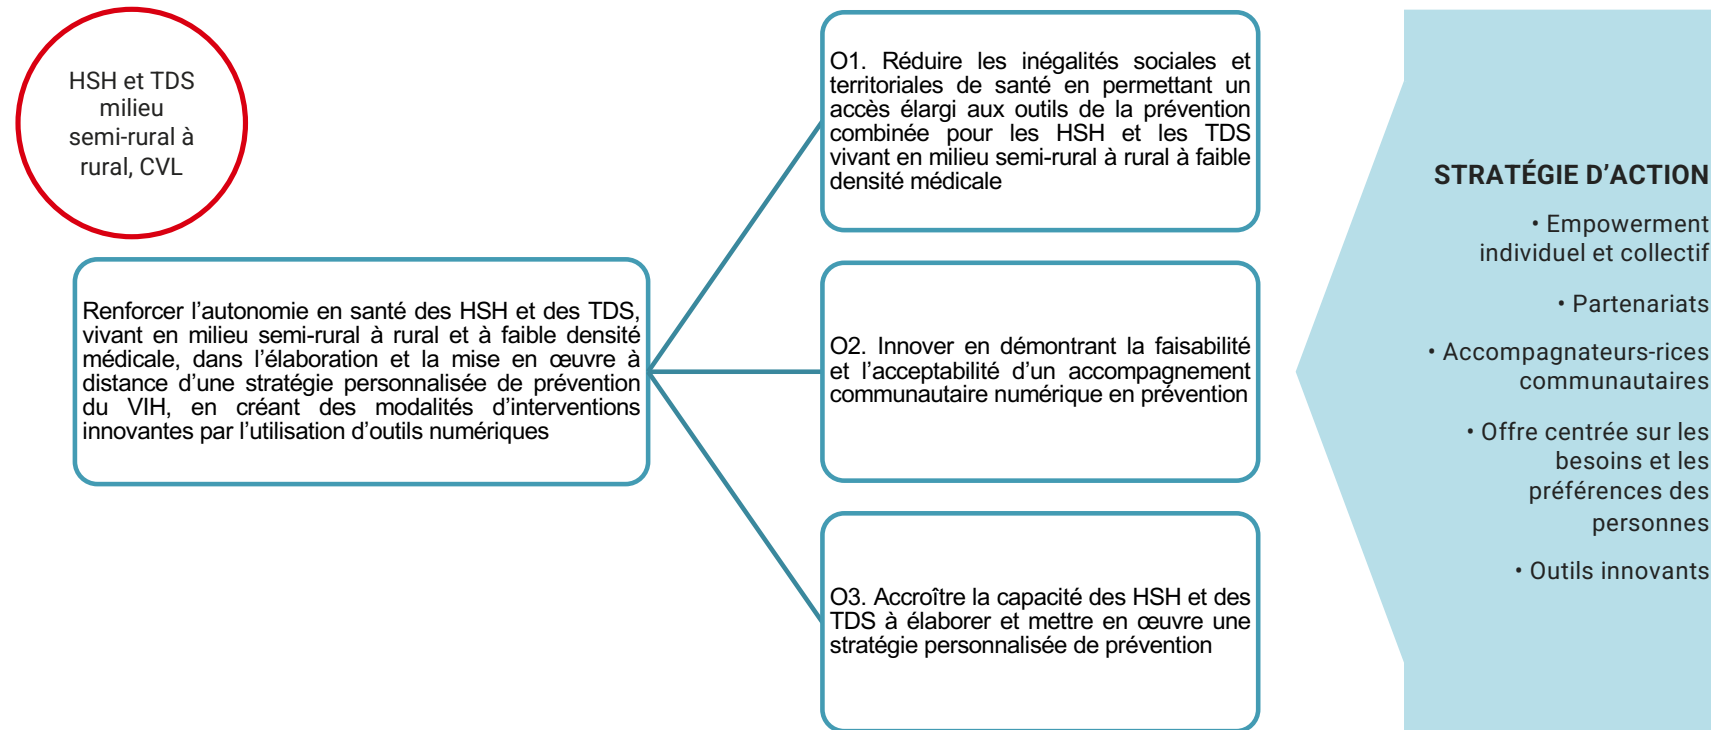 HSH et TDS
milieu
semi-rural à
rural, CVL
Renforcer l’autonomie en santé des HSH et des TDS,
vivant en milieu semi-rural à rural et à faible densité
médicale, dans l’élaboration et la mise en œuvre à
distance d’une stratégie personnalisée de prévention
du VIH, en créant des modalités d’interventions
innovantes par l’utilisation d’outils numériques
O1. Réduire les inégalités sociales et
territoriales de santé en permettant un
accès élargi aux outils de la prévention
combinée pour les HSH et les TDS
vivant en milieu semi-rural à rural à faible
densité médicale
O2. Innover en démontrant la faisabilité
et l’acceptabilité d’un accompagnement
communautaire numérique en prévention
O3. Accroître la capacité des HSH et des
TDS à élaborer et mettre en œuvre une
stratégie personnalisée de prévention
STRATÉGIE D’ACTION
• Empowerment
individuel et collectif
• Partenariats
• Accompagnateurs-rices
communautaires
• Offre centrée sur les
besoins et les
préférences des
personnes
• Outils innovants